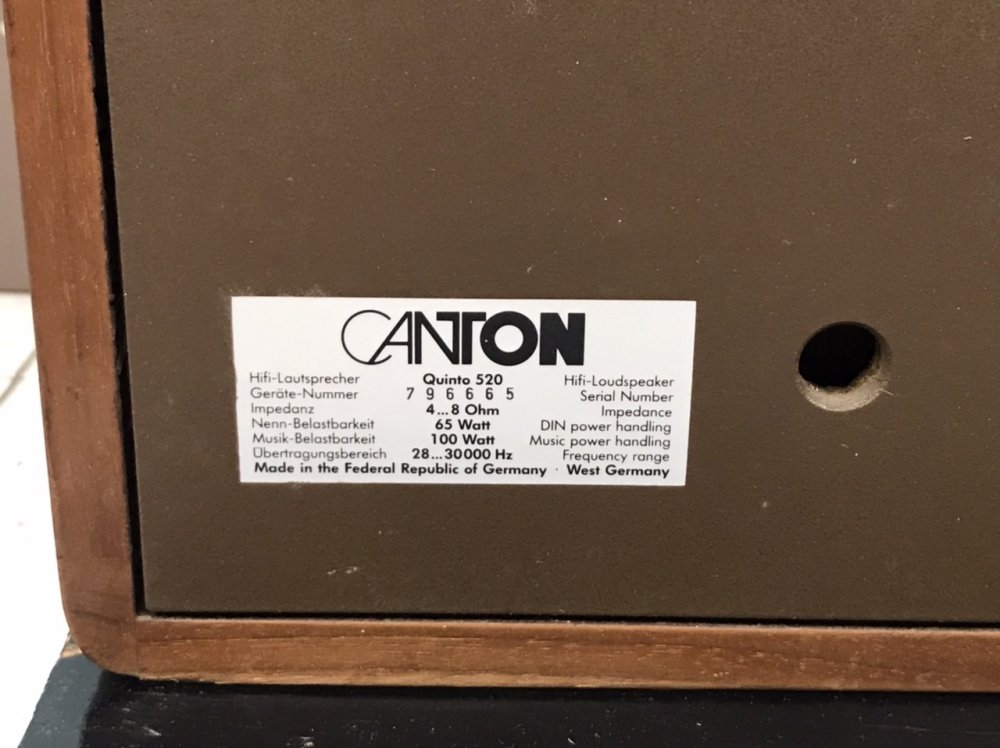 CANTON
Hifi-Lautsprecher Quinto 520 Hifi-Loudspeaker
Geräte-Nummer 796665 Serial Number
Impedanz 4...8 Ohm Impedance
Nenn-Belastbarkeit 65 Watt DIN power handling
Musik-Belastbarkeit 100 Watt Music power handling
Übertragungsbereich 28...30000 Hz Frequency range
Made in the Federal Republic of Germany · West Germany